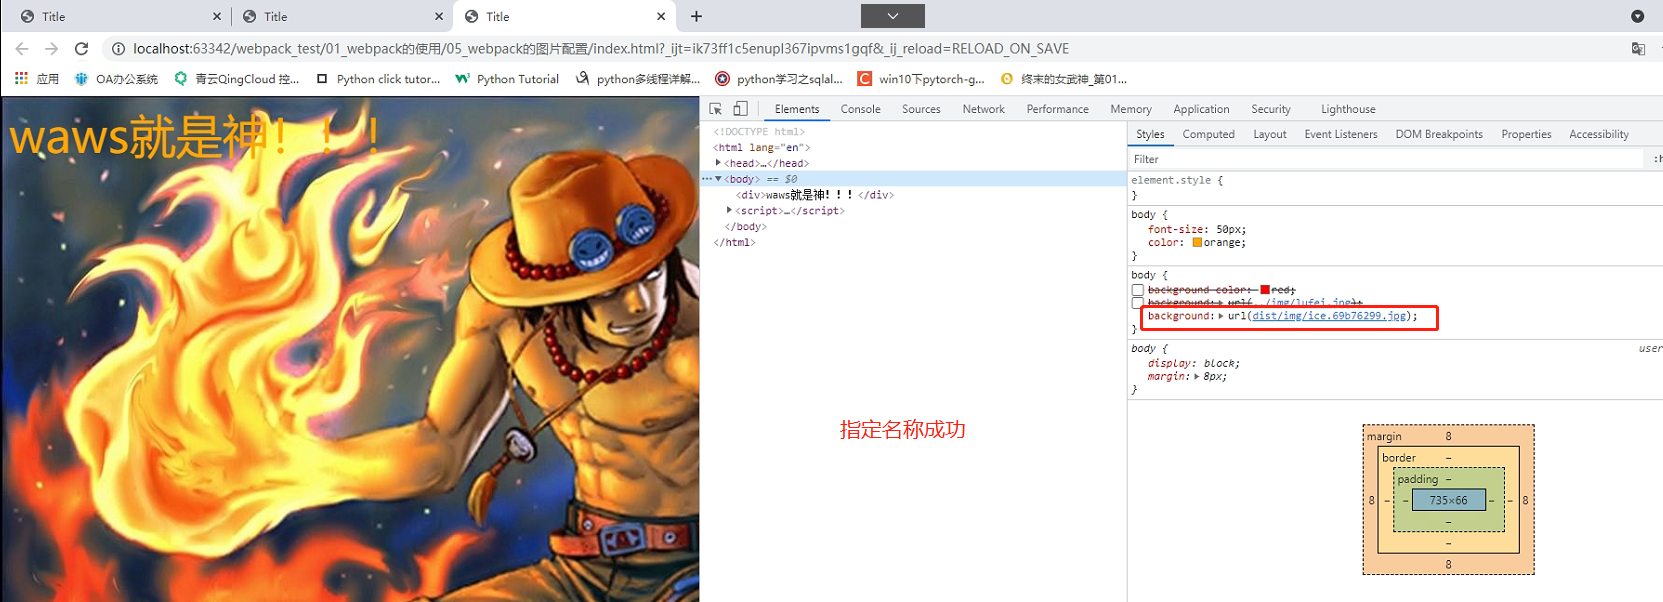 Title
Title
Title
localhost:63342/webpack_test/01_webpack的使用/05_webpack的图片配置/index.html?_ijt=ik73ff1c5enupl367ipvms1gqf&_ij_reload=RELOAD_ON_SAVE
应用
OA办公系统
青云QingCloud 控...
Python click tutor...
Python Tutorial
python多线程详解...
python学习之sqlal...
win10下pytorch-g...
终末的女武神_第01...
waws就是神！！！
Elements Console Sources Network Performance Memory Application Security Lighthouse
<!DOCTYPE html>
<html lang="en">
<head>…</head>
<body> == $0
<div>waws就是神！！！</div>
<script>…</script>
</body>
</html>
指定名称成功
Styles Computed Layout Event Listeners DOM Breakpoints Properties Accessibility
Filter
:h
element.style {
}
body {
font-size: 50px;
color: orange;
}
body {
background-color: red;
background: url(../img/lufei.jpg);
background: url(dist/img/ice.69b76299.jpg);
}
body {
user
display: block;
margin: 8px;
}
margin 8
border –
padding –
8 – – 735×66 – – 8
–
–
8